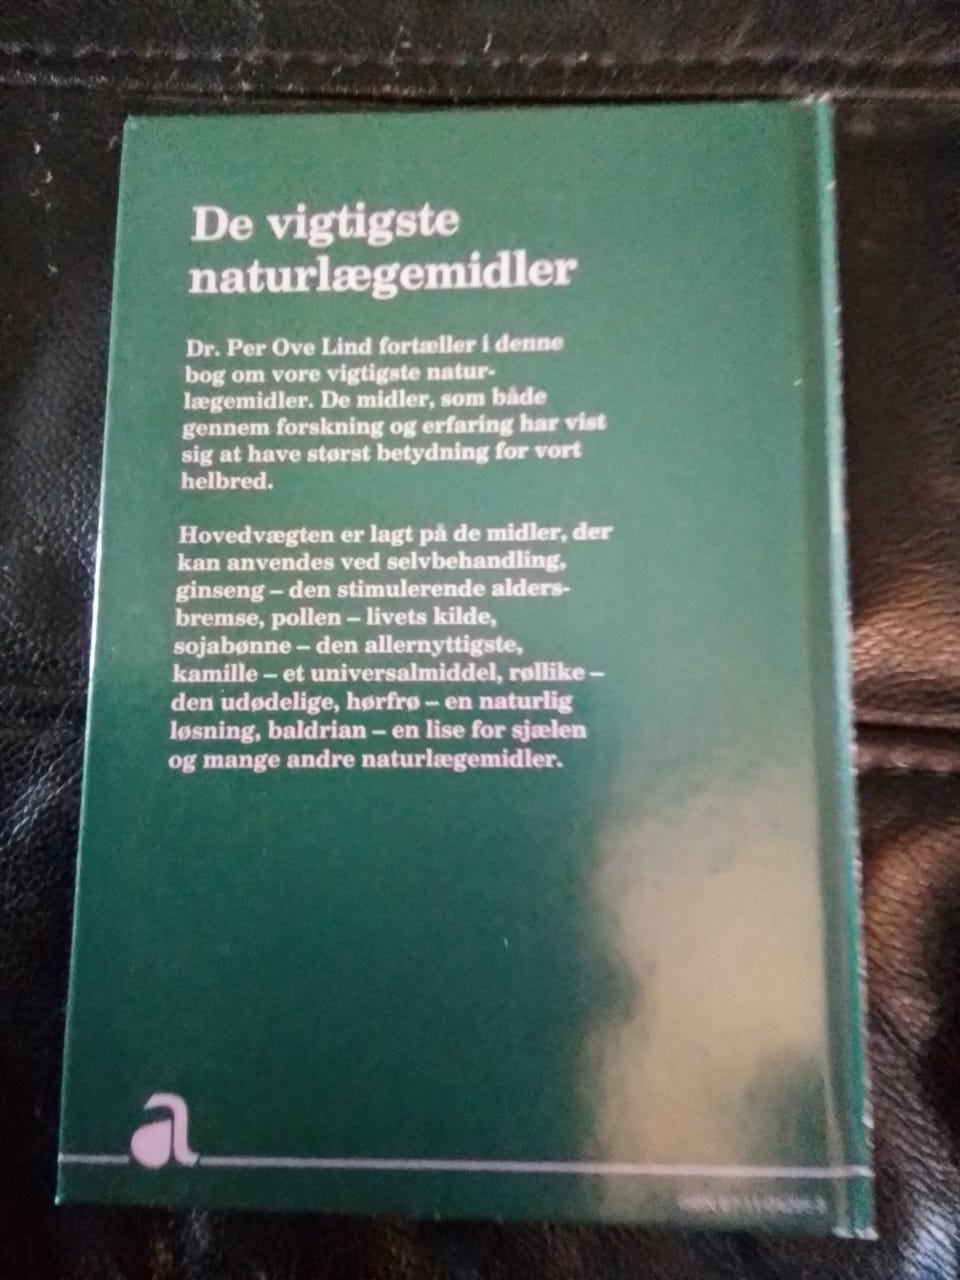 De vigtigste
naturlægemidler
Dr. Per Ove Lind fortæller i denne
bog om vore vigtigste natur-
lægemidler. De midler, som både
gennem forskning og erfaring har vist
sig at have størst betydning for vort
helbred.
Hovedvægten er lagt på de midler, der
kan anvendes ved selvbehandling,
ginseng – den stimulerende alders-
bremse, pollen – livets kilde,
sojabønne – den allernyttigste,
kamille – et universalmiddel, røllike –
den udødelige, hørfrø – en naturlig
løsning, baldrian – en lise for sjælen
og mange andre naturlægemidler.
a
ISBN